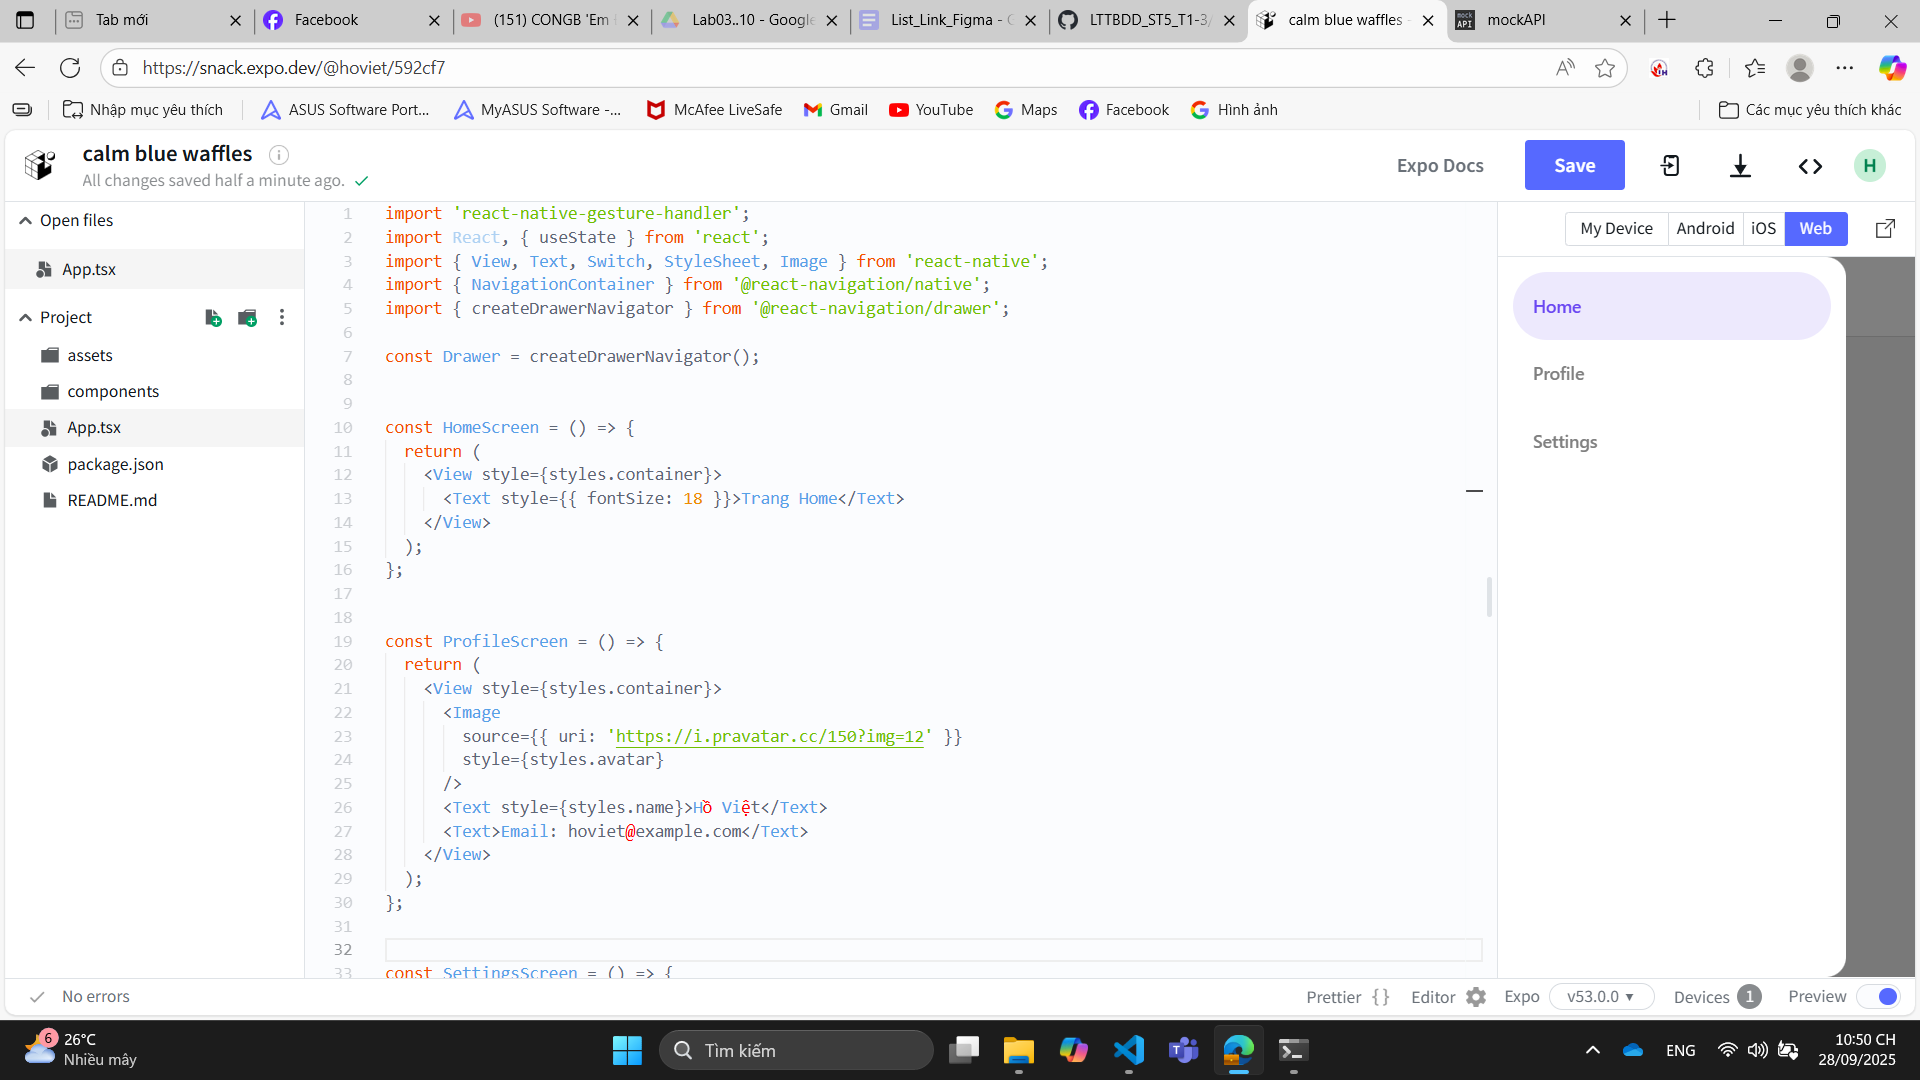 Tab mới
Facebook
(151) CONGB 'Em
Lab03..10 - Google
List_Link_Figma -
LTTBDD_ST5_T1-3/
calm blue waffles -
mockAPI
https://snack.expo.dev/@hoviet/592cf7
Nhập mục yêu thích
ASUS Software Port...
MyASUS Software -...
McAfee LiveSafe
Gmail
YouTube
Maps
Facebook
Hình ảnh
Các mục yêu thích khác
calm blue waffles
All changes saved half a minute ago.
Expo Docs
Save
H
Open files
App.tsx
Project
assets
components
App.tsx
package.json
README.md
1 import 'react-native-gesture-handler';
2 import React, { useState } from 'react';
3 import { View, Text, Switch, StyleSheet, Image } from 'react-native';
4 import { NavigationContainer } from '@react-navigation/native';
5 import { createDrawerNavigator } from '@react-navigation/drawer';
6
7 const Drawer = createDrawerNavigator();
8
9
10 const HomeScreen = () => {
11 return (
12 <View style={styles.container}>
13 <Text style={{ fontSize: 18 }}>Trang Home</Text>
14 </View>
15 );
16 };
17
18
19 const ProfileScreen = () => {
20 return (
21 <View style={styles.container}>
22 <Image
23 source={{ uri: 'https://i.pravatar.cc/150?img=12' }}
24 style={styles.avatar}
25 />
26 <Text style={styles.name}>Hồ Việt</Text>
27 <Text>Email: hoviet@example.com</Text>
28 </View>
29 );
30 };
31
32
33 const SettingsScreen = () => {
My Device
Android
iOS
Web
Home
Profile
Settings
No errors
Prettier { }
Editor
Expo
v53.0.0
Devices 1
Preview
6
26°C
Nhiều mây
Tìm kiếm
ENG
10:50 CH
28/09/2025